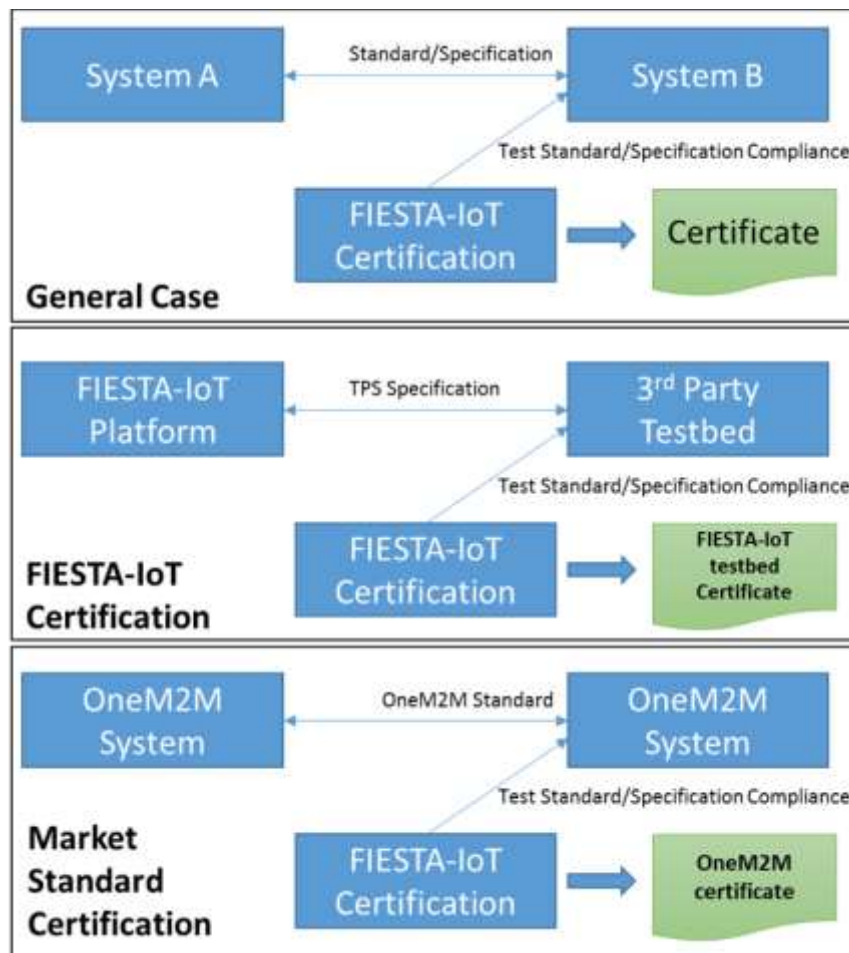 Standard/Specification
System A
System B
Test Standard/Specification Compliance
FIESTA-IoT
Certification
Certificate
General Case
FIESTA-IoT
Platform
TPS Specification
3rd Party
Testbed
Test Standard/Specification Compliance
FIESTA-IoT
Certification
FIESTA-IoT
testbed
Certificate
FIESTA-IoT
Certification
OneM2M
System
OneM2M Standard
OneM2M
System
Test Standard/Specification Compliance
FIESTA-IoT
Certification
OneM2M
certificate
Market
Standard
Certification